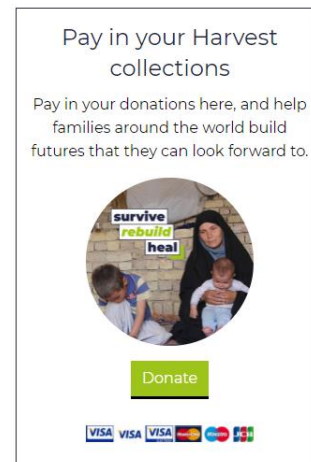 Pay in your Harvest
collections
Pay in your donations here, and help
families around the world build
futures that they can look forward to.
survive
rebuild
heal
Donate
VISA VISA VISA JCB